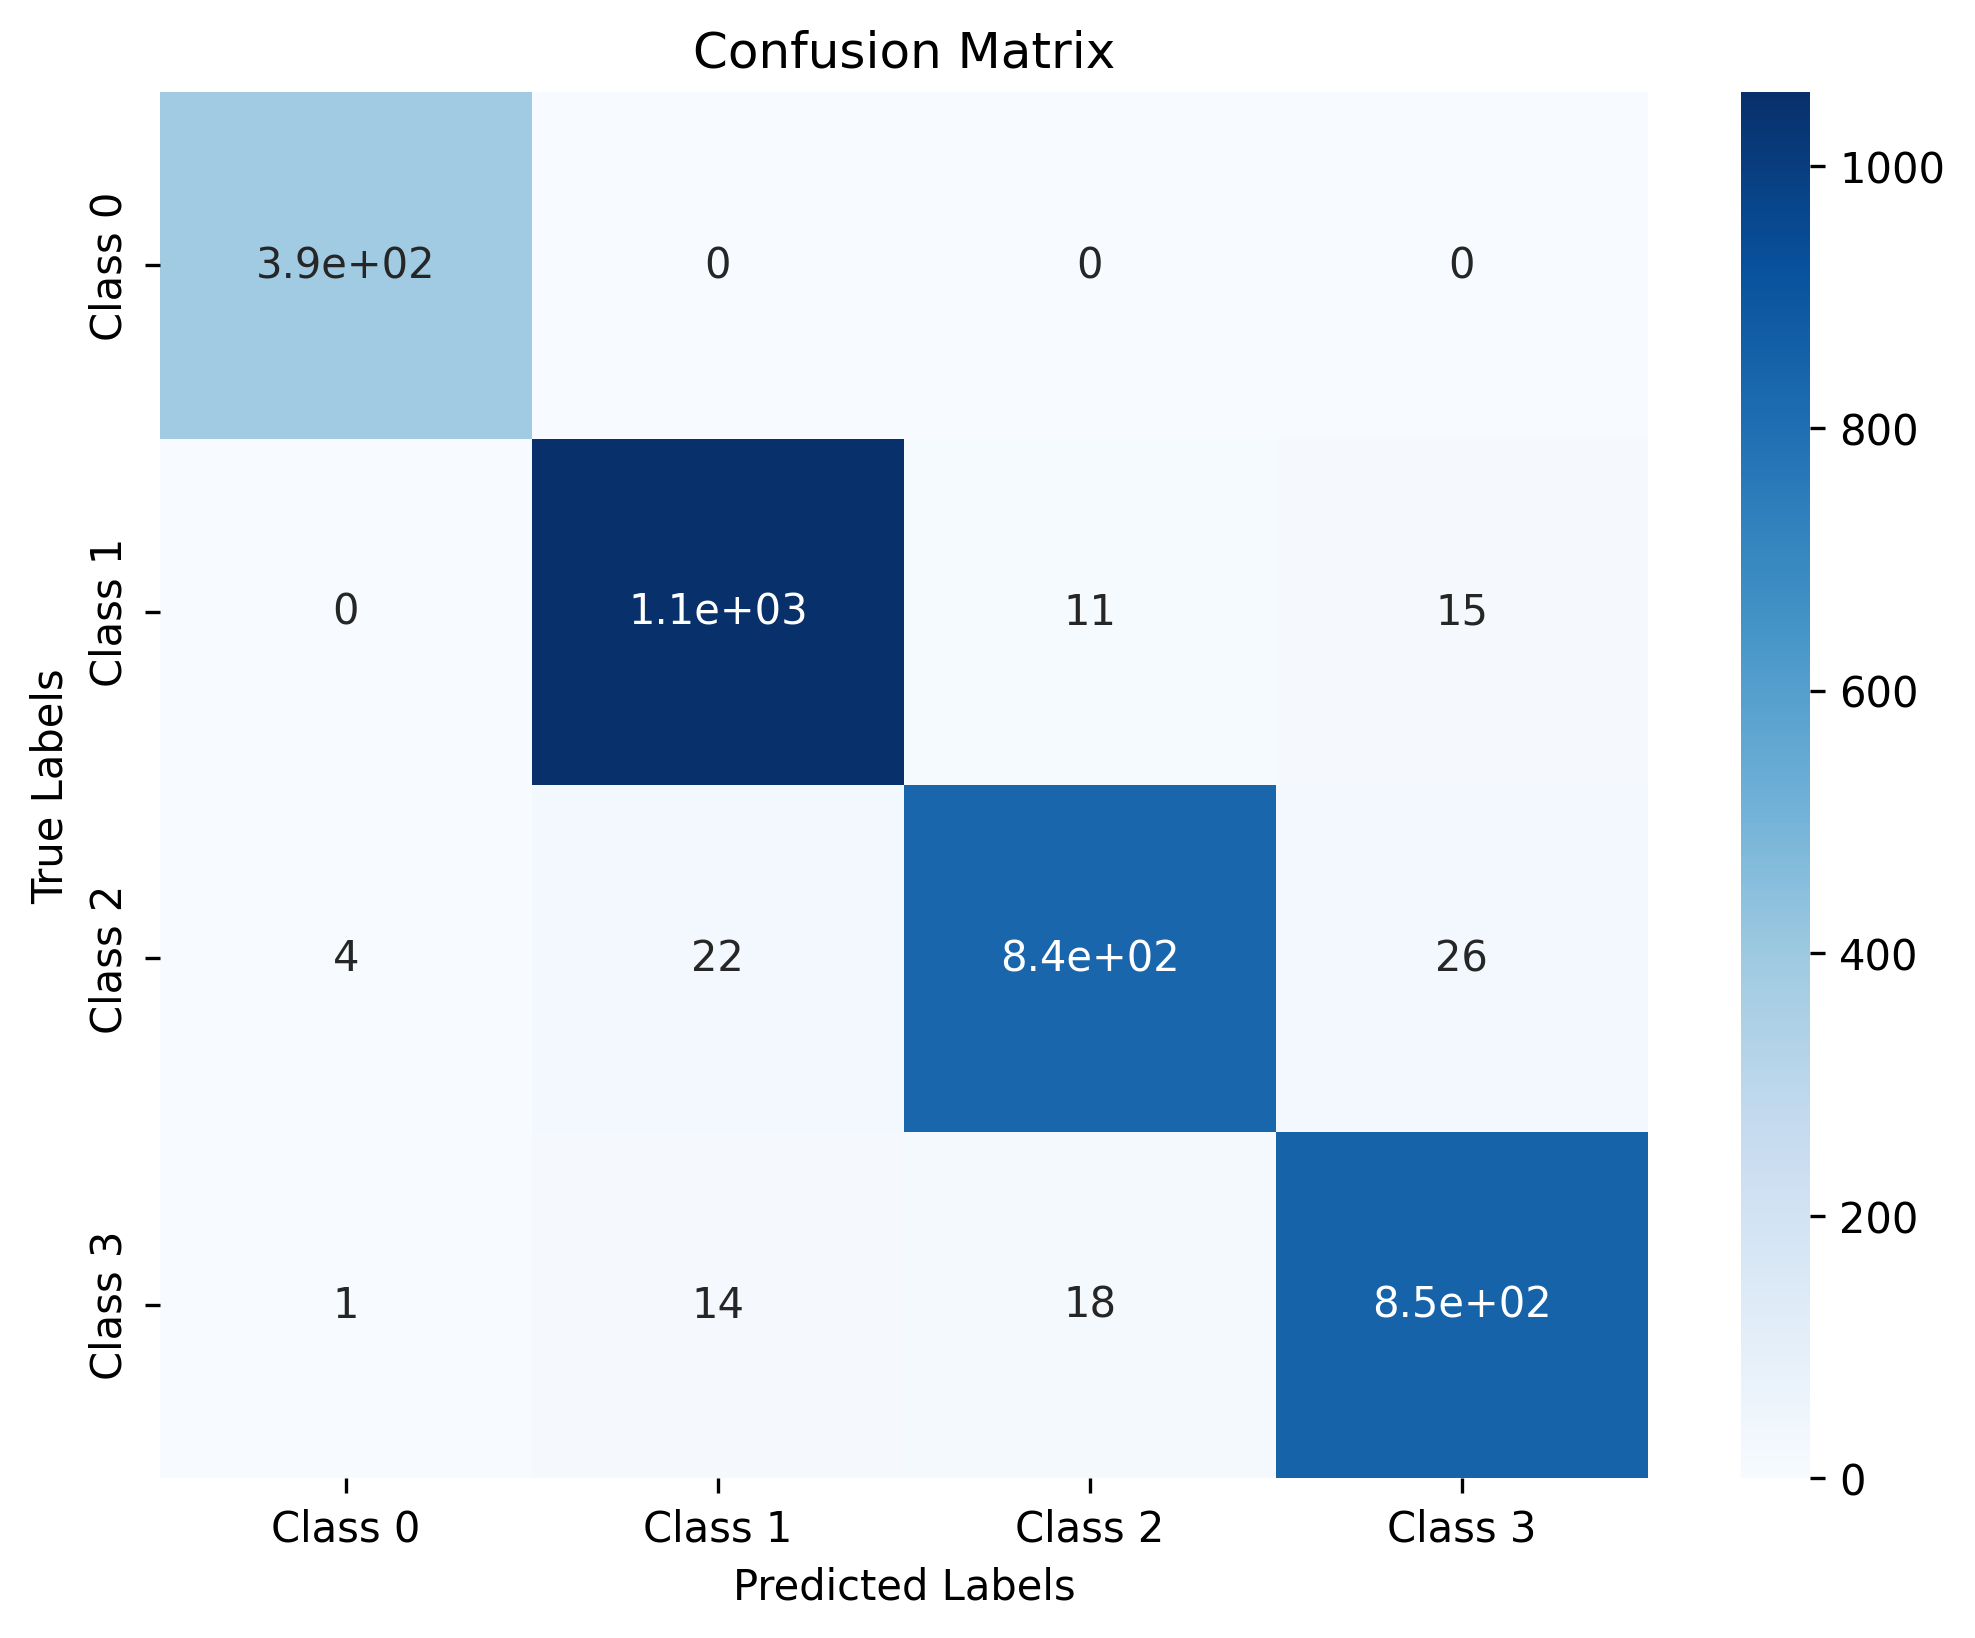 Confusion Matrix
Class 0
3.9e+02 0 0 0
Class 1
0 1.1e+03 11 15
Class 2
4 22 8.4e+02 26
Class 3
1 14 18 8.5e+02
True Labels
Class 0 Class 1 Class 2 Class 3
Predicted Labels
1000
800
600
400
200
0